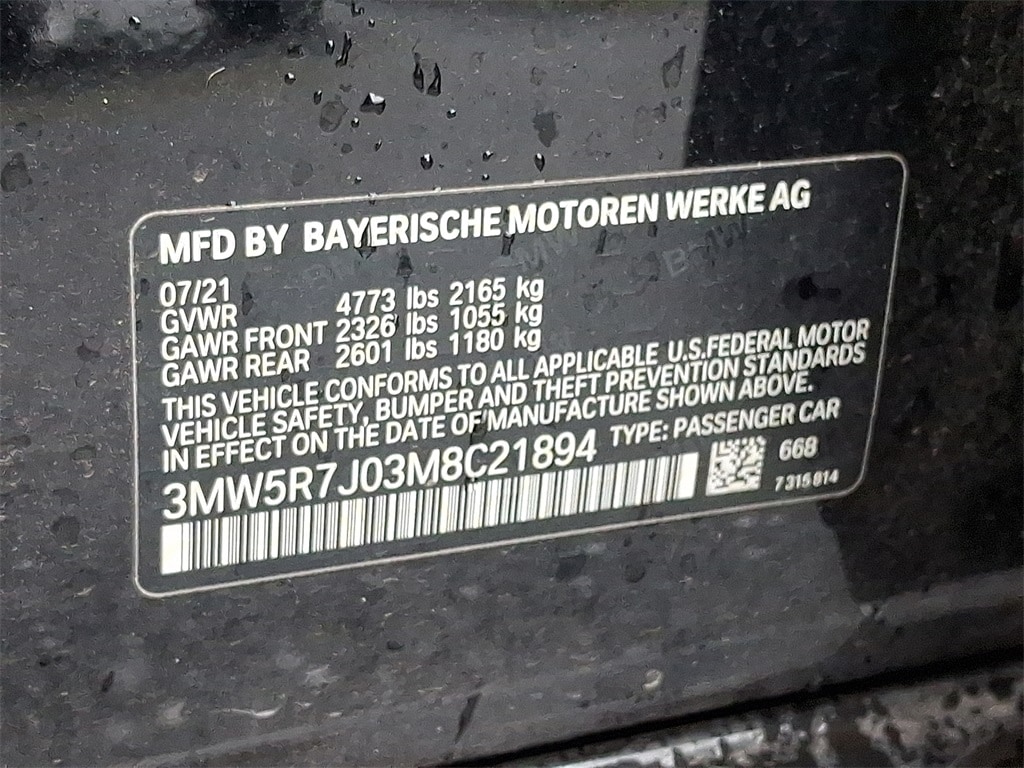 MFD BY BAYERISCHE MOTOREN WERKE AG
07/21
GVWR 4773 lbs 2165 kg
GAWR FRONT 2326 lbs 1055 kg
GAWR REAR 2601 lbs 1180 kg
THIS VEHICLE CONFORMS TO ALL APPLICABLE U.S.FEDERAL MOTOR
VEHICLE SAFETY, BUMPER AND THEFT PREVENTION STANDARDS
IN EFFECT ON THE DATE OF MANUFACTURE SHOWN ABOVE.
3MW5R7J03M8C21894 TYPE: PASSENGER CAR
668
7 315 814
BMW BMW BMW